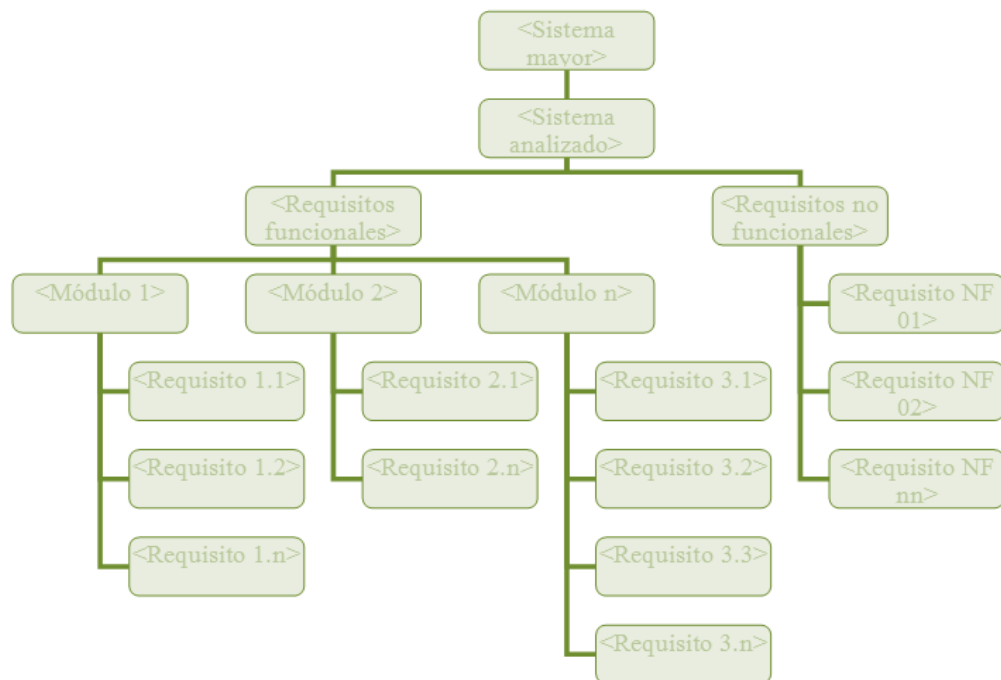 <Sistema
mayor>
<Sistema
analizado>
<Requisitos
funcionales>
<Requisitos no
funcionales>
<Módulo 1>
<Módulo 2>
<Módulo n>
<Requisito NF
01>
<Requisito 1.1>
<Requisito 2.1>
<Requisito 3.1>
<Requisito NF
02>
<Requisito 1.2>
<Requisito 2.n>
<Requisito 3.2>
<Requisito NF
nn>
<Requisito 1.n>
<Requisito 3.3>
<Requisito 3.n>